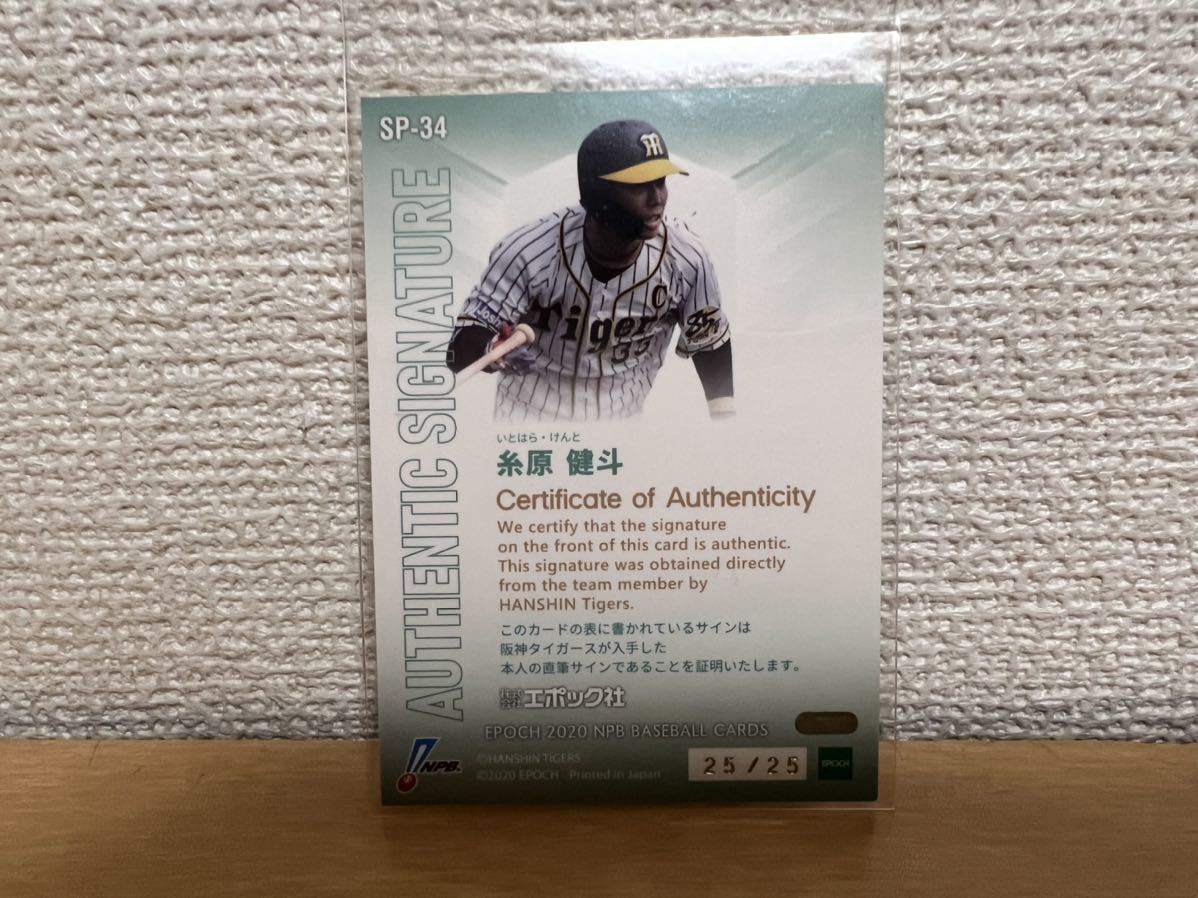 SP-34
AUTHENTIC SIGNATURE
Tigers
33
C
Josh
いとはら・けんと
糸原 健斗
Certificate of Authenticity
We certify that the signature
on the front of this card is authentic.
This signature was obtained directly
from the team member by
HANSHIN Tigers.
このカードの表に書かれているサインは
阪神タイガースが入手した
本人の直筆サインであることを証明いたします。
株式会社エポック社
EPOCH 2020 NPB BASEBALL CARDS
NPB
©HANSHIN TIGERS
©2020 EPOCH Printed in Japan
25/25
EPOCH